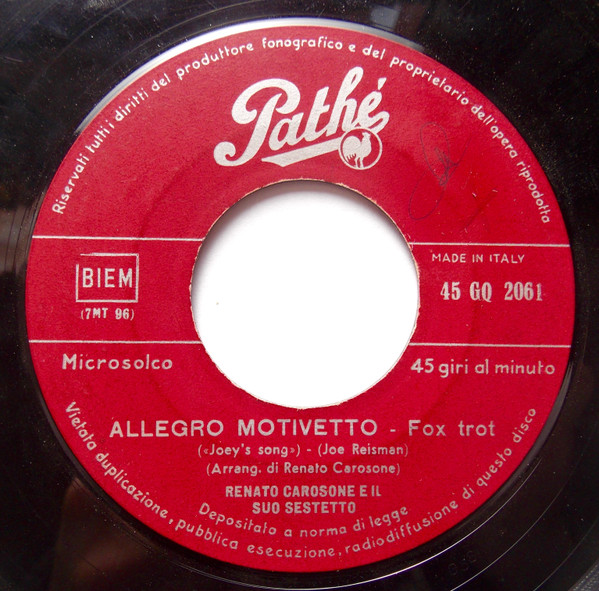 Riservati tutti i diritti del produttore fonografico e del proprietario dell'opera riprodotta
Pathé
BIEM
(7MT 96)
MADE IN ITALY
45 GQ 2061
Microsolco
45 giri al minuto
ALLEGRO MOTIVETTO - Fox trot
(«Joey's song») - (Joe Reisman)
(Arrang. di Renato Carosone)
RENATO CAROSONE E IL
SUO SESTETTO
Depositato a norma di legge
Vietata duplicazione, pubblica esecuzione, radiodiffusione di questo disco